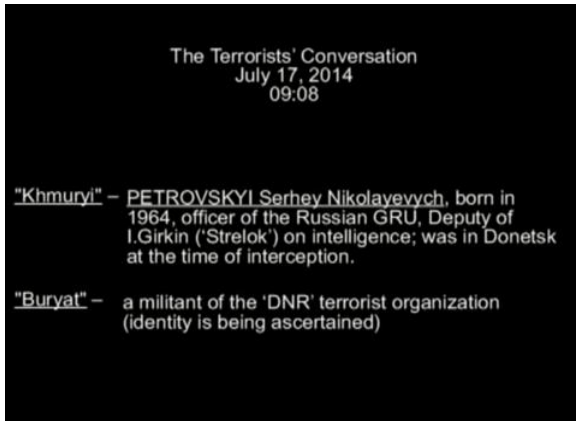 The Terrorists' Conversation
July 17, 2014
09:08
"Khmuryi" – PETROVSKYI Serhey Nikolayevych, born in
1964, officer of the Russian GRU, Deputy of
I.Girkin ('Strelok') on intelligence; was in Donetsk
at the time of interception.
"Buryat" – a militant of the 'DNR' terrorist organization
(identity is being ascertained)